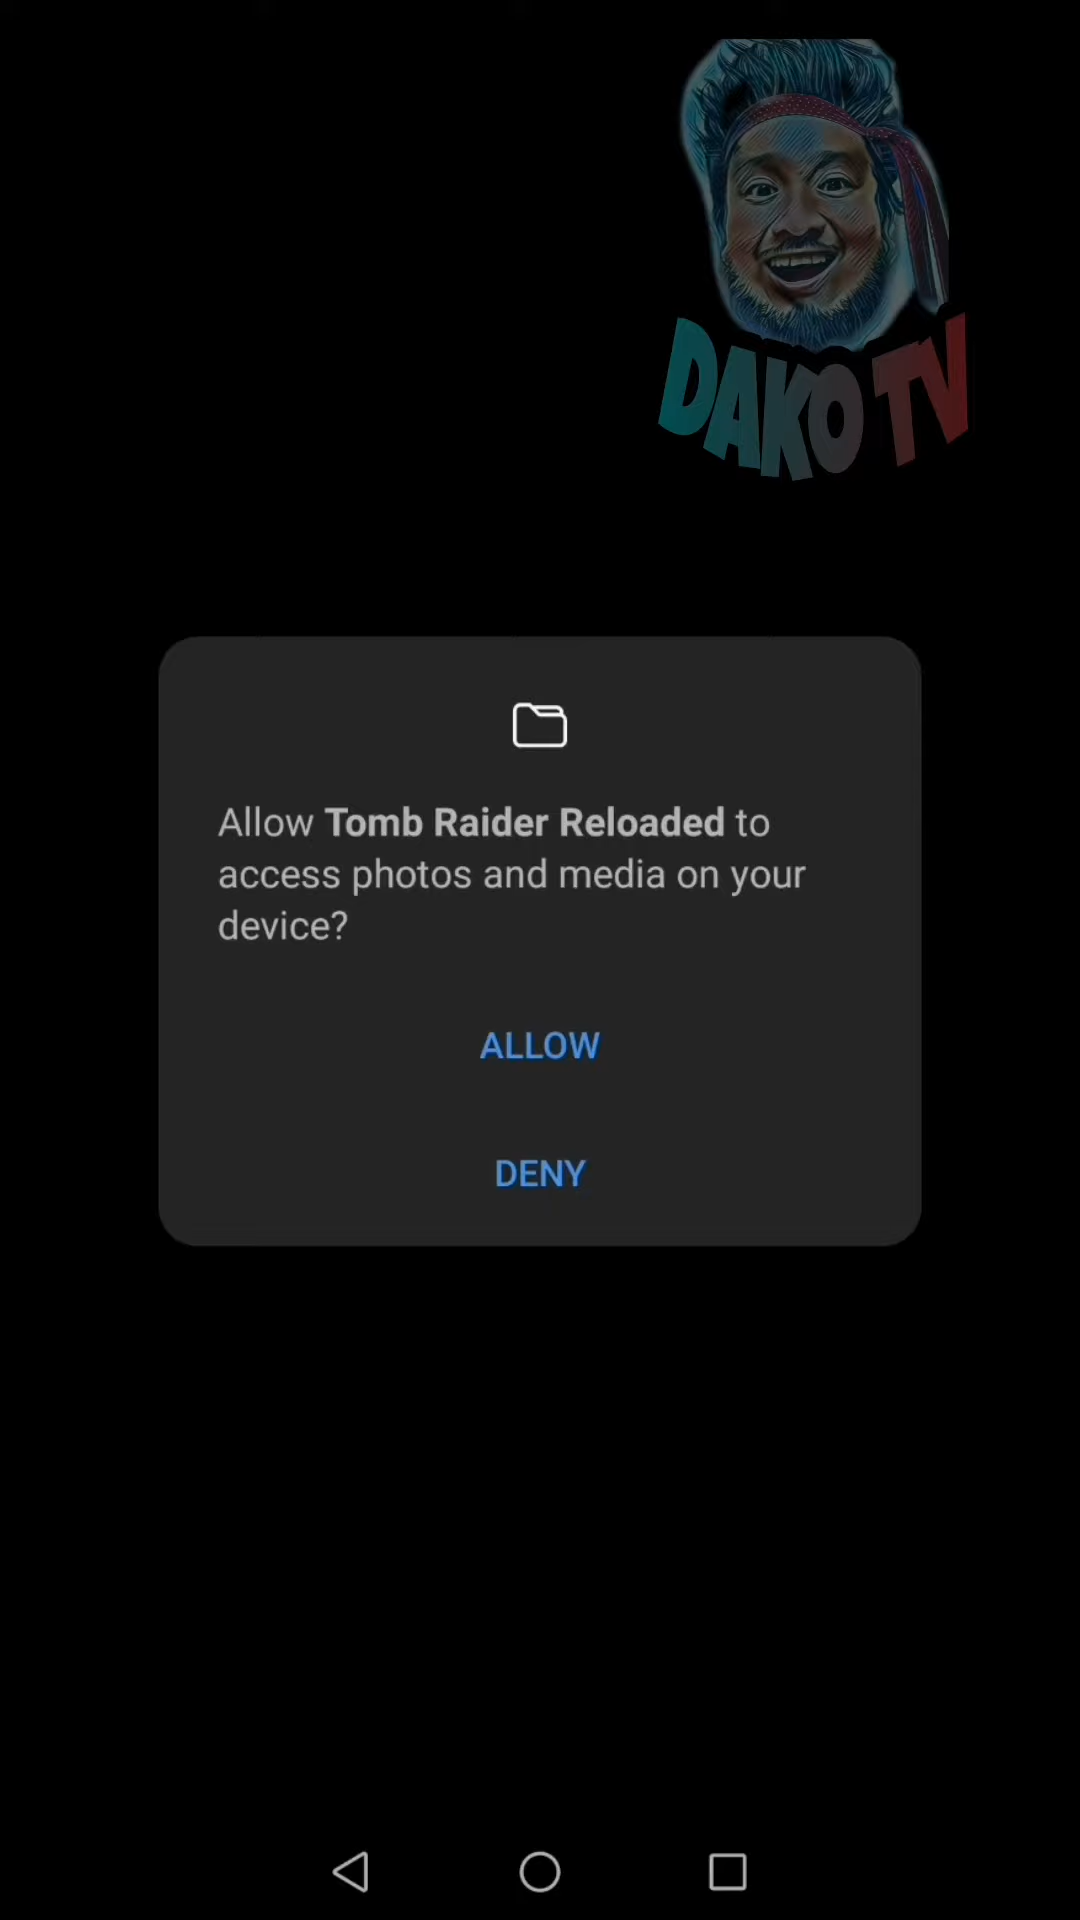 DAKO TV
Allow Tomb Raider Reloaded to
access photos and media on your
device?
ALLOW
DENY